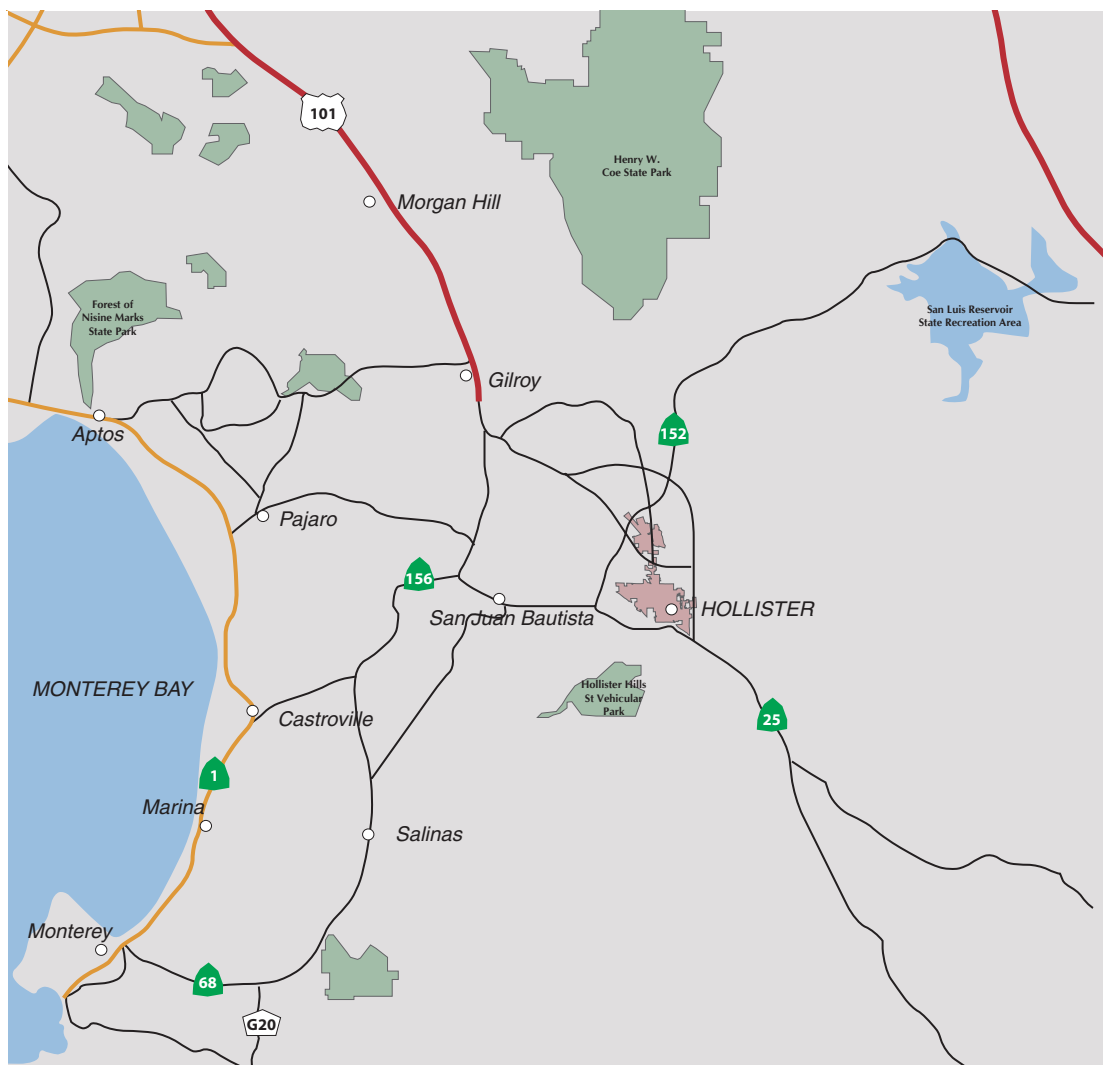 101
Henry W.
Coe State Park
Morgan Hill
Forest of
Nisine Marks
State Park
San Luis Reservoir
State Recreation Area
Gilroy
Aptos
152
Pajaro
156
San Juan Bautista
HOLLISTER
MONTEREY BAY
Hollister Hills
St Vehicular
Park
Castroville
25
1
Marina
Salinas
Monterey
68
G20